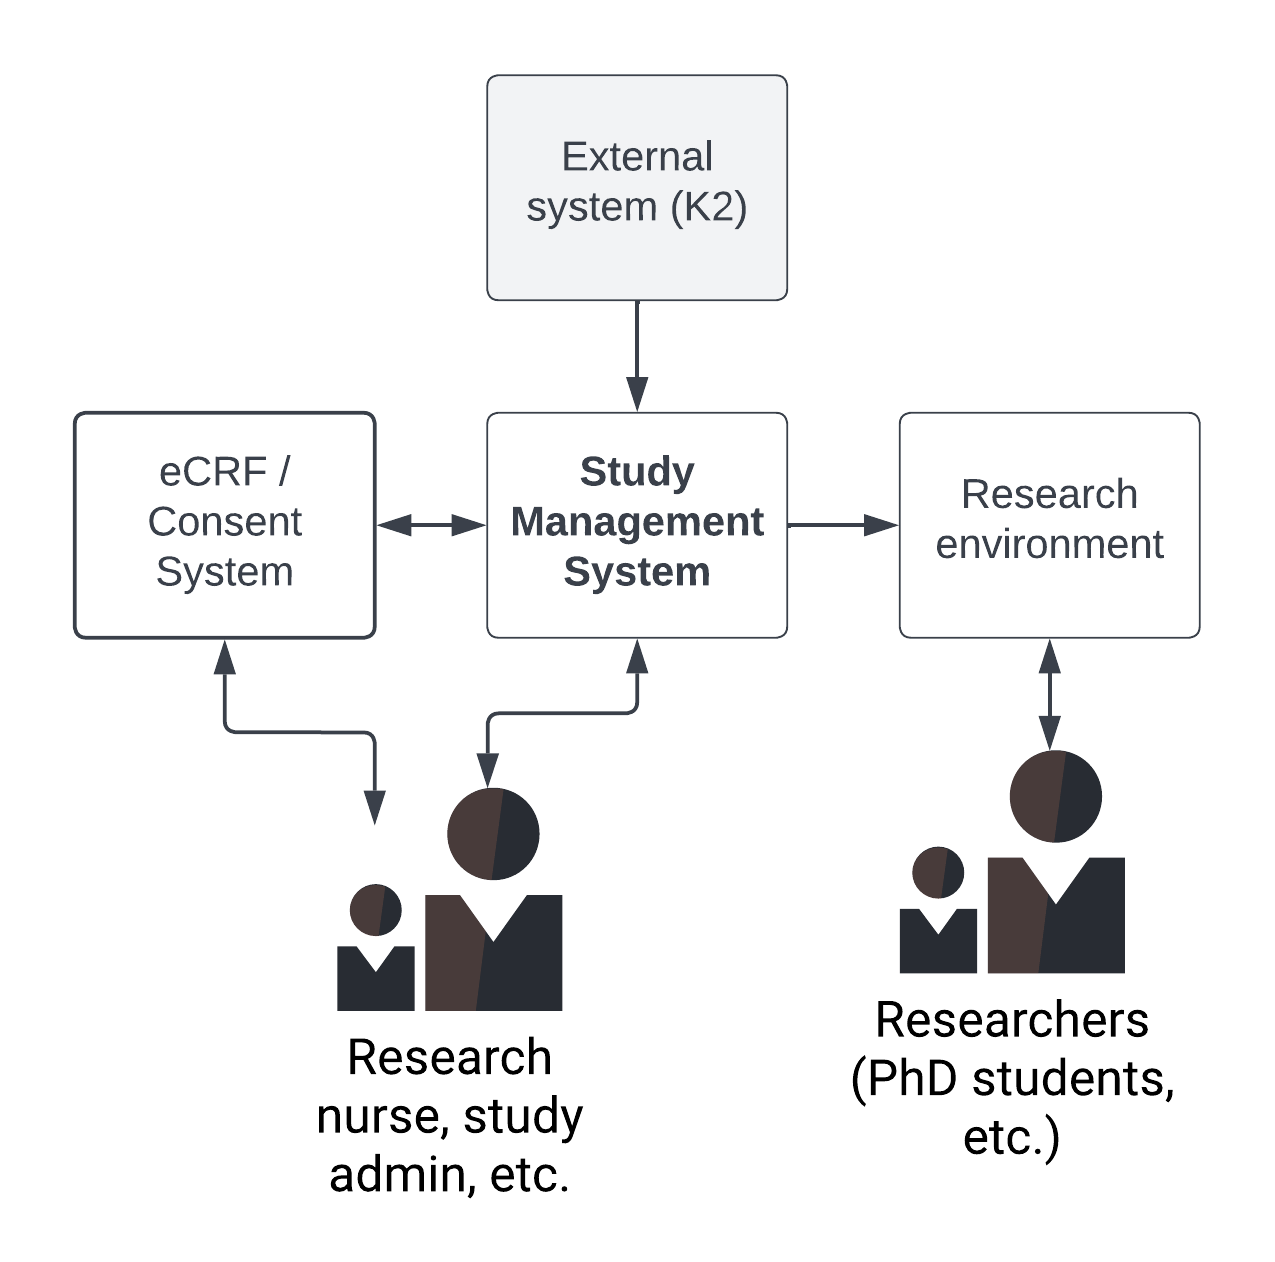 External
system (K2)
eCRF /
Consent
System
Study
Management
System
Research
environment
Research
nurse, study
admin, etc.
Researchers
(PhD students,
etc.)